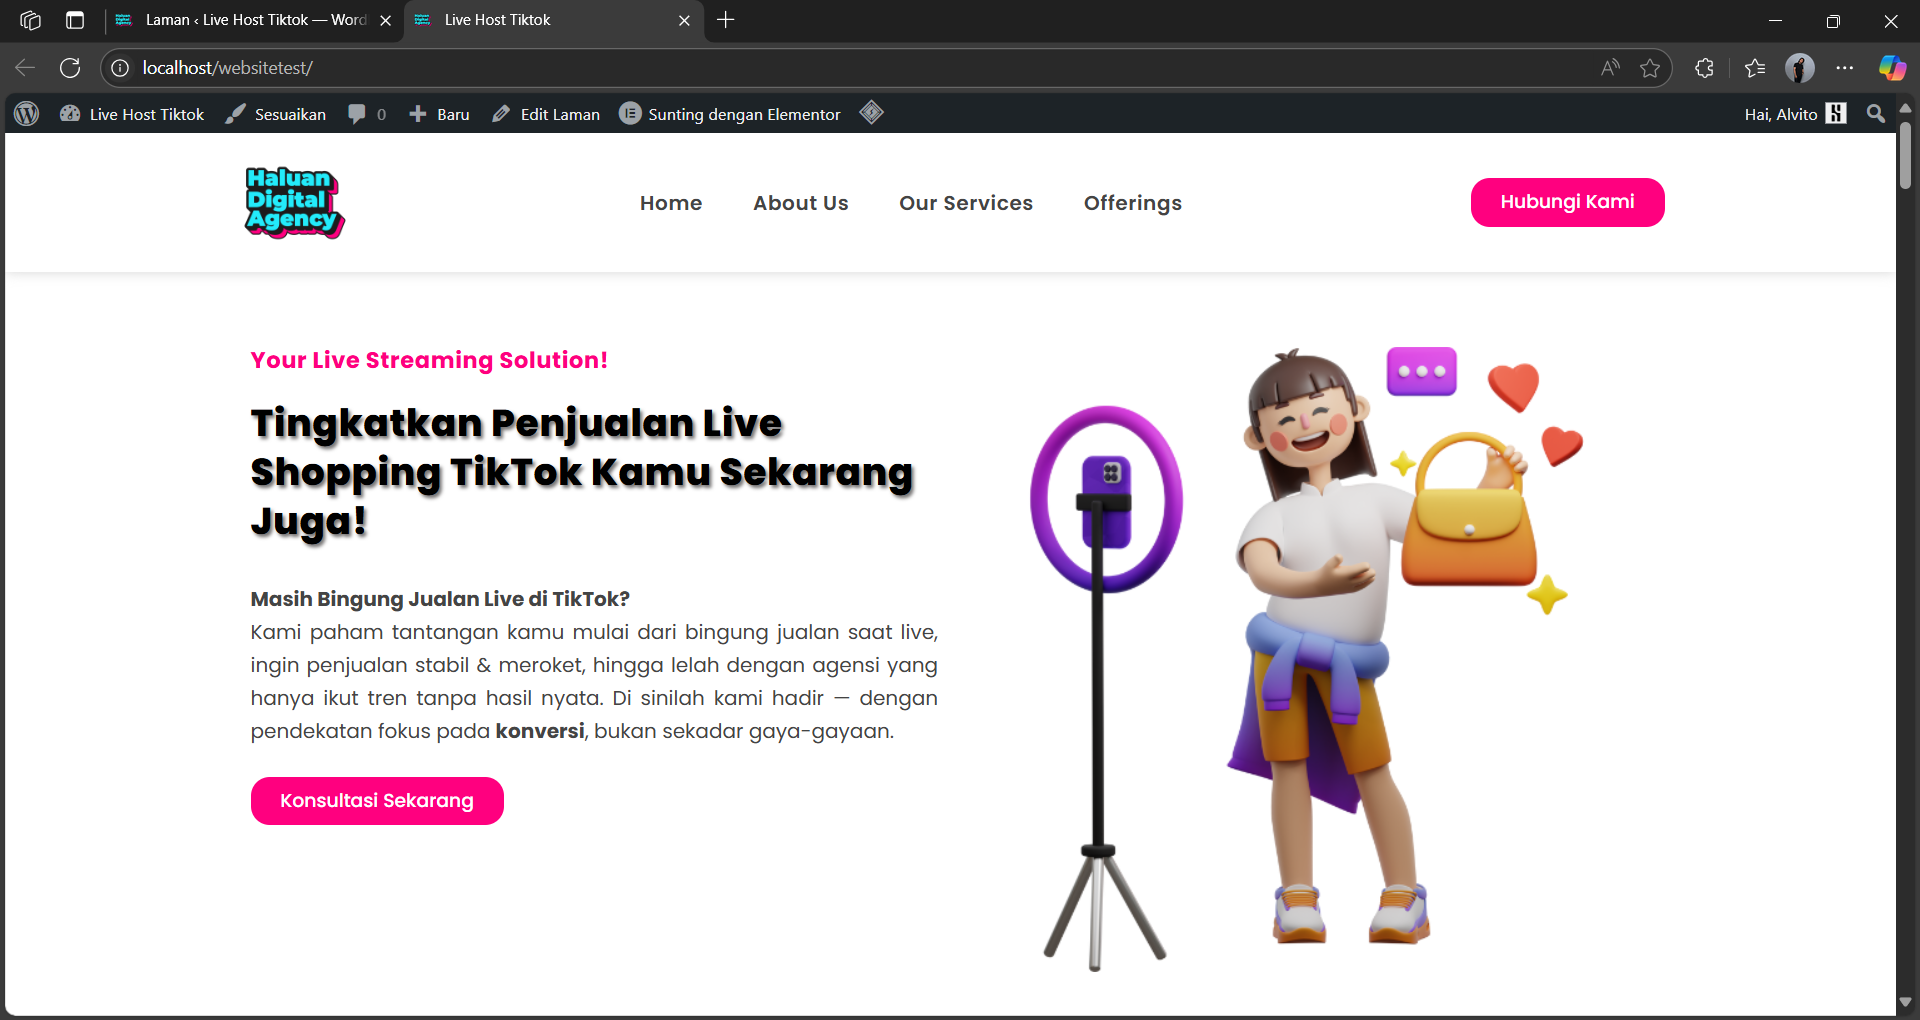 Laman ‹ Live Host Tiktok — Word
Live Host Tiktok
localhost/websitetest/
Live Host Tiktok
Sesuaikan
0
Baru
Edit Laman
Sunting dengan Elementor
Hai, Alvito
Haluan
Digital
Agency
Home
About Us
Our Services
Offerings
Hubungi Kami
Your Live Streaming Solution!
Tingkatkan Penjualan Live
Shopping TikTok Kamu Sekarang
Juga!
Masih Bingung Jualan Live di TikTok?
Kami paham tantangan kamu mulai dari bingung jualan saat live,
ingin penjualan stabil & meroket, hingga lelah dengan agensi yang
hanya ikut tren tanpa hasil nyata. Di sinilah kami hadir — dengan
pendekatan fokus pada konversi, bukan sekadar gaya-gayaan.
Konsultasi Sekarang